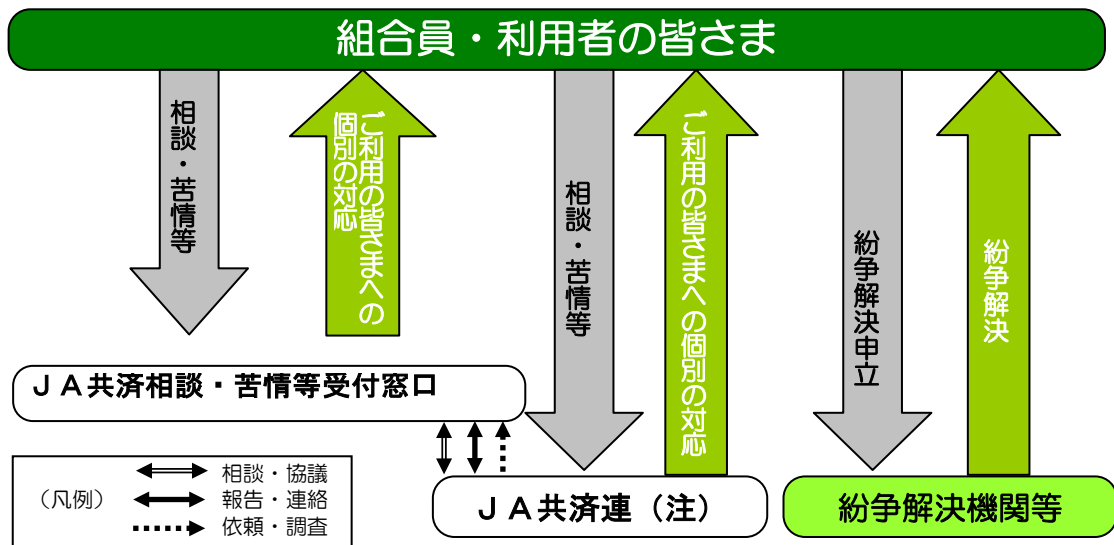 組合員・利用者の皆さま
相談・苦情等
ご利用の皆さまへの
個別の対応
相談・苦情等
ご利用の皆さまへの個別の対応
紛争解決申立
紛争解決
ＪＡ共済相談・苦情等受付窓口
ＪＡ共済連（注）
紛争解決機関等
（凡例）
相談・協議
報告・連絡
依頼・調査